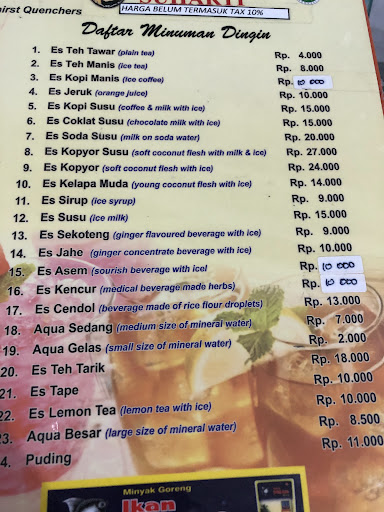 irst Quenchers
HARGA BELUM TERMASUK TAX 10%
Daftar Minuman Dingin
1. Es Teh Tawar (plain tea) Rp. 4.000
2. Es Teh Manis (ice tea) Rp. 8.000
3. Es Kopi Manis (ice coffee) Rp. 10 000
4. Es Jeruk (orange juice) Rp. 10.000
5. Es Kopi Susu (coffee & milk with ice) Rp. 15.000
6. Es Coklat Susu (chocolate milk with ice) Rp. 15.000
7. Es Soda Susu (milk on soda water) Rp. 20.000
8. Es Kopyor Susu (soft coconut flesh with milk & ice) Rp. 27.000
9. Es Kopyor (soft coconut flesh with ice) Rp. 24.000
10. Es Kelapa Muda (young coconut flesh with ice) Rp. 14.000
11. Es Sirup (ice syrup) Rp. 9.000
12. Es Susu (ice milk) Rp. 15.000
13. Es Sekoteng (ginger flavoured beverage with ice) Rp. 9.000
14. Es Jahe (ginger concentrate beverage with ice) Rp. 10.000
15. Es Asem (sourish beverage with icel Rp. 10 000
16. Es Kencur (medical beverage made herbs) Rp. 10 000
17. Es Cendol (beverage made of rice flour droplets) Rp. 13.000
18. Aqua Sedang (medium size of mineral water) Rp. 7.000
19. Aqua Gelas (small size of mineral water) Rp. 2.000
20. Es Teh Tarik Rp. 18.000
21. Es Tape Rp. 10.000
22. Es Lemon Tea (lemon tea with ice) Rp. 10.000
23. Aqua Besar (large size of mineral water) Rp. 8.500
4. Puding Rp. 11.000
Minyak Goreng
Ikan